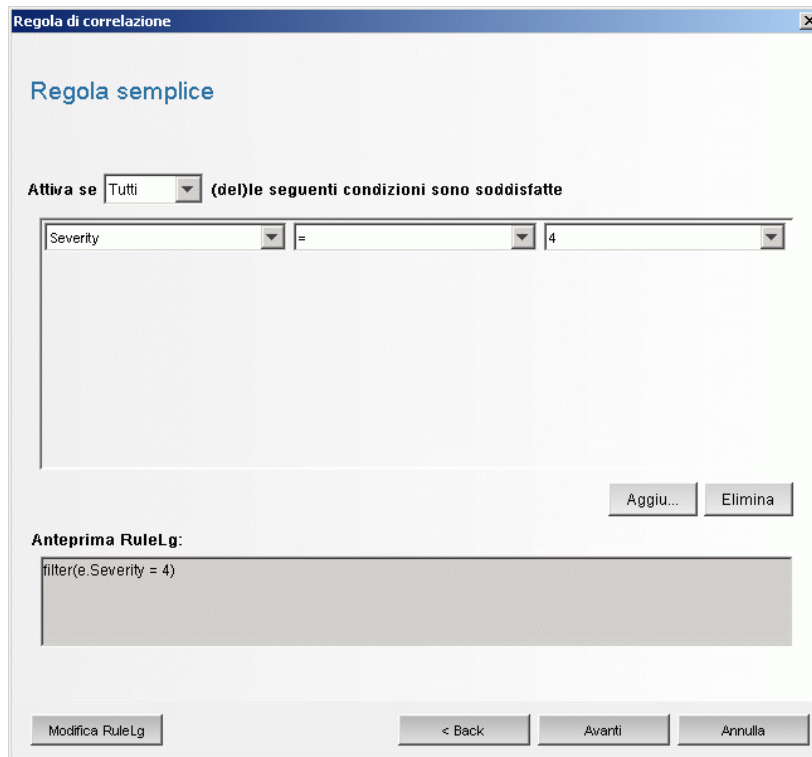 Regola di correlazione
Regola semplice
Attiva se Tutti (del)le seguenti condizioni sono soddisfatte
Severity = 4
Aggiu... Elimina
Anteprima RuleLg:
filter(e.Severity = 4)
Modifica RuleLg < Back Avanti Annulla